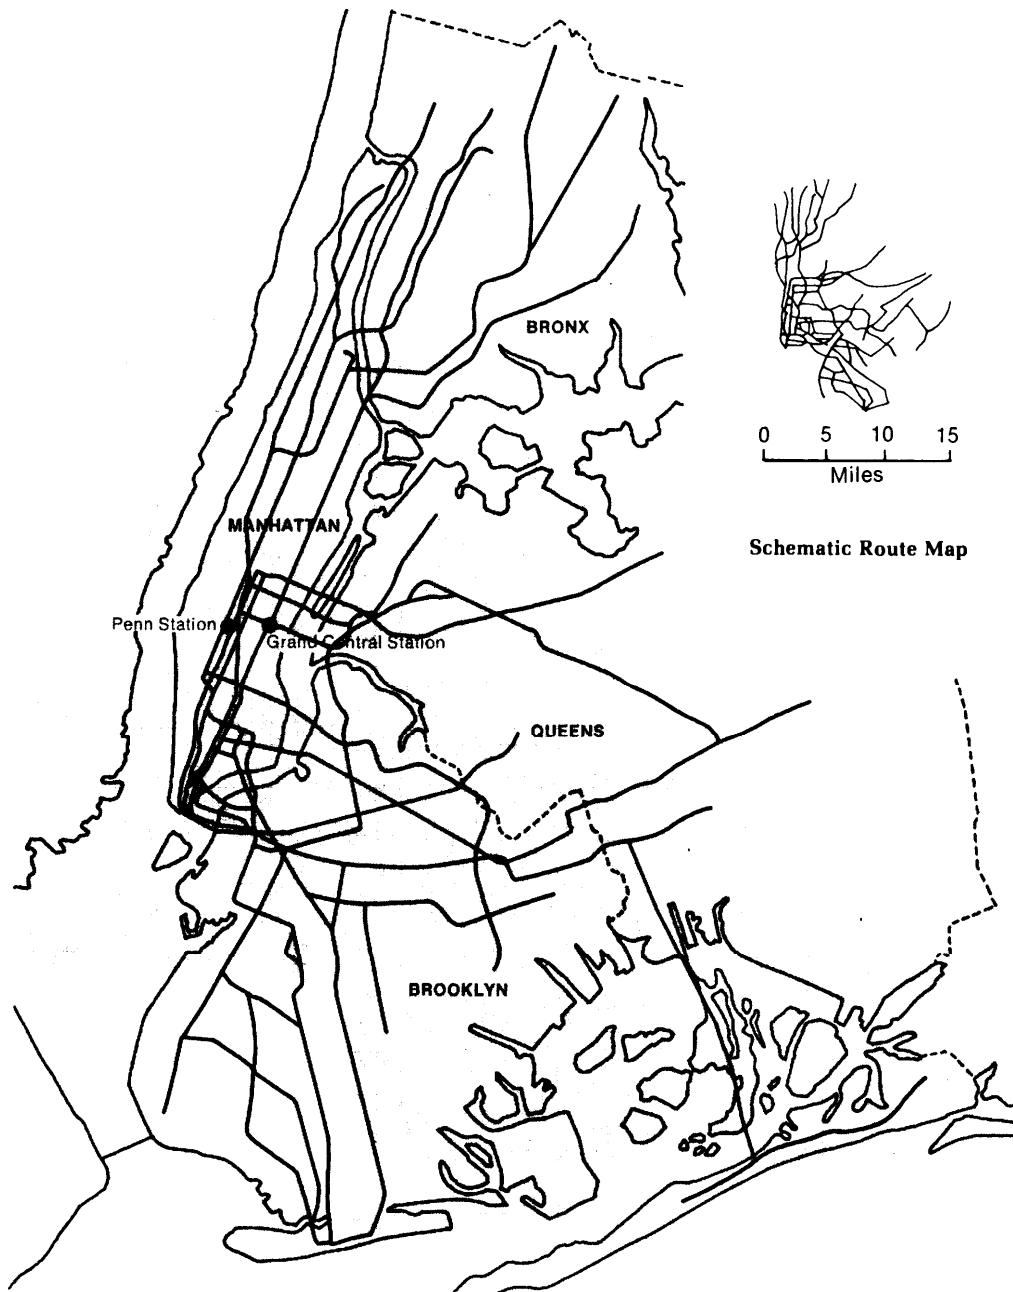 BRONX
0 5 10 15
Miles
MANHATTAN
Schematic Route Map
Penn Station
Grand Central Station
QUEENS
BROOKLYN